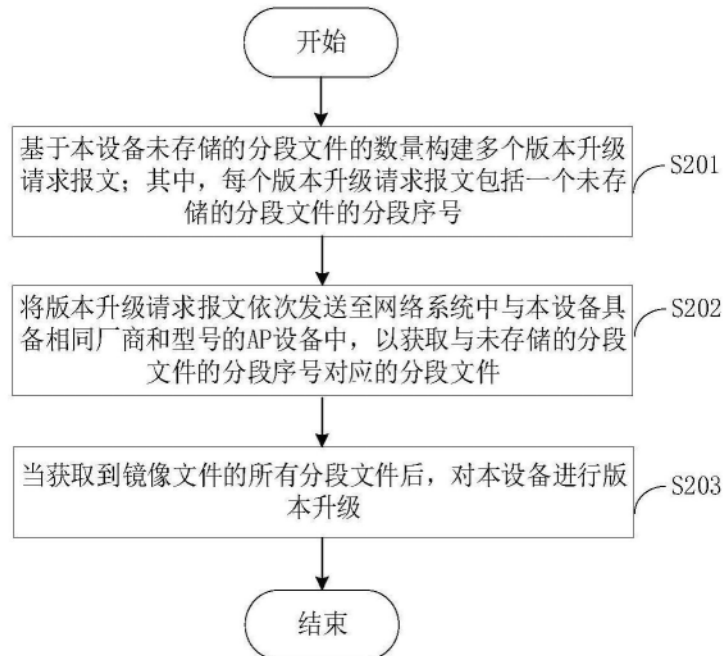 开始
基于本设备未存储的分段文件的数量构建多个版本升级
请求报文；其中，每个版本升级请求报文包括一个未存
储的分段文件的分段序号
S201
将版本升级请求报文依次发送至网络系统中与本设备具
备相同厂商和型号的AP设备中，以获取与未存储的分段
文件的分段序号对应的分段文件
S202
当获取到镜像文件的所有分段文件后，对本设备进行版
本升级
S203
结束